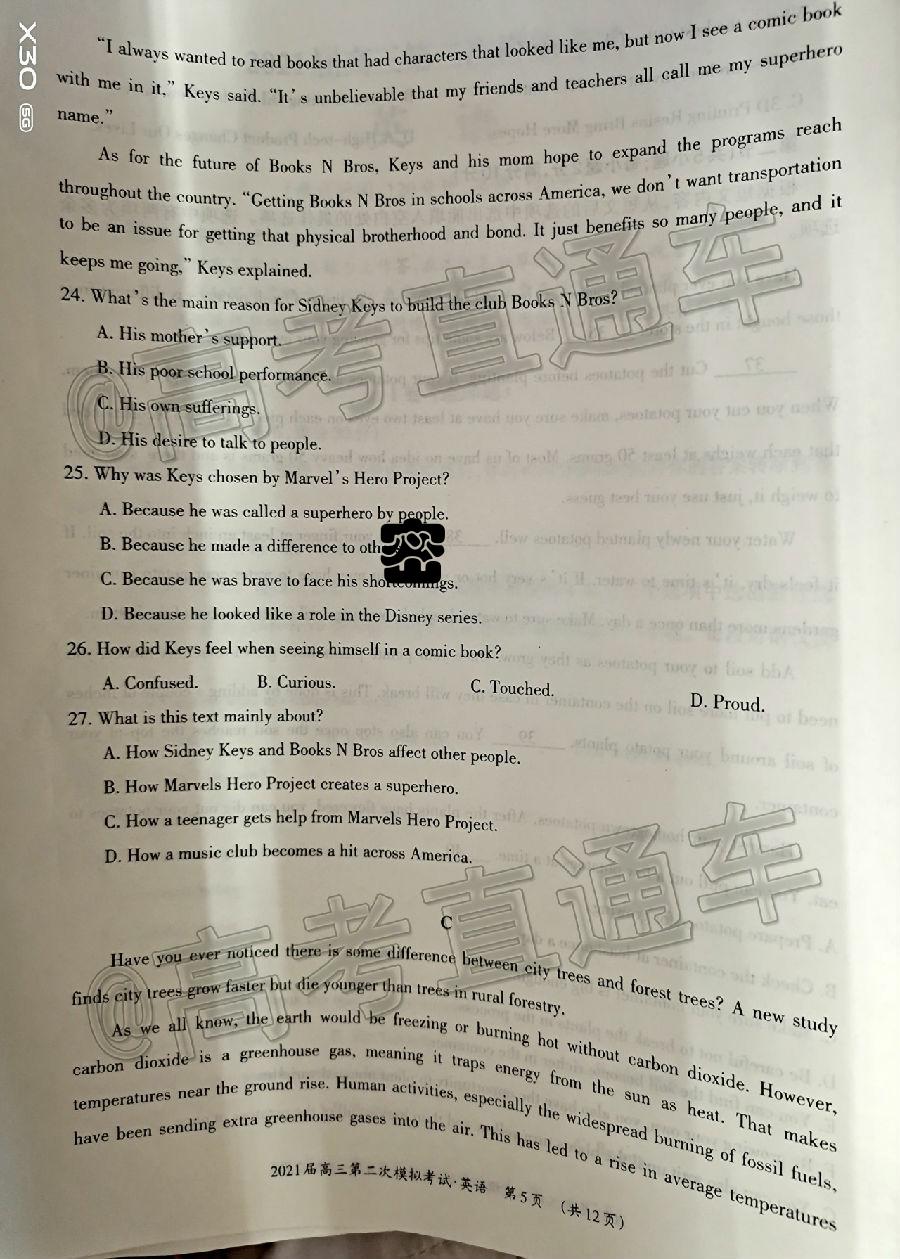 X30 5G
“I always wanted to read books that had characters that looked like me, but now I see a comic book
with me in it,” Keys said. “It's unbelievable that my friends and teachers all call me my superhero
name.”
As for the future of Books N Bros, Keys and his mom hope to expand the programs reach
throughout the country. “Getting Books N Bros in schools across America, we don't want transportation
to be an issue for getting that physical brotherhood and bond. It just benefits so many people, and it
keeps me going,” Keys explained.
24. What's the main reason for Sidney Keys to build the club Books N Bros?
A. His mother's support.
B. His poor school performance.
C. His own sufferings.
D. His desire to talk to people.
25. Why was Keys chosen by Marvel's Hero Project?
A. Because he was called a superhero by people.
B. Because he made a difference to
C. Because he was brave to face his shortcomings.
D. Because he looked like a role in the Disney series.
26. How did Keys feel when seeing himself in a comic book?
A. Confused. B. Curious. C. Touched. D. Proud.
27. What is this text mainly about?
A. How Sidney Keys and Books N Bros affect other people.
B. How Marvels Hero Project creates a superhero.
C. How a teenager gets help from Marvels Hero Project.
D. How a music club becomes a hit across America.
C
Have you ever noticed there is some difference between city trees and forest trees? A new study
finds city trees grow faster but die younger than trees in rural forestry.
As we all know, the earth would be freezing or burning hot without carbon dioxide. However,
carbon dioxide is a greenhouse gas, meaning it traps energy from the sun as heat. That makes
temperatures near the ground rise. Human activities, especially the widespread burning of fossil fuels,
have been sending extra greenhouse gases into the air. This has led to a rise in average temperatures
2021届高三第二次模拟考试·英语 第5页 (共12页)
@高考直通车
@高考直通车